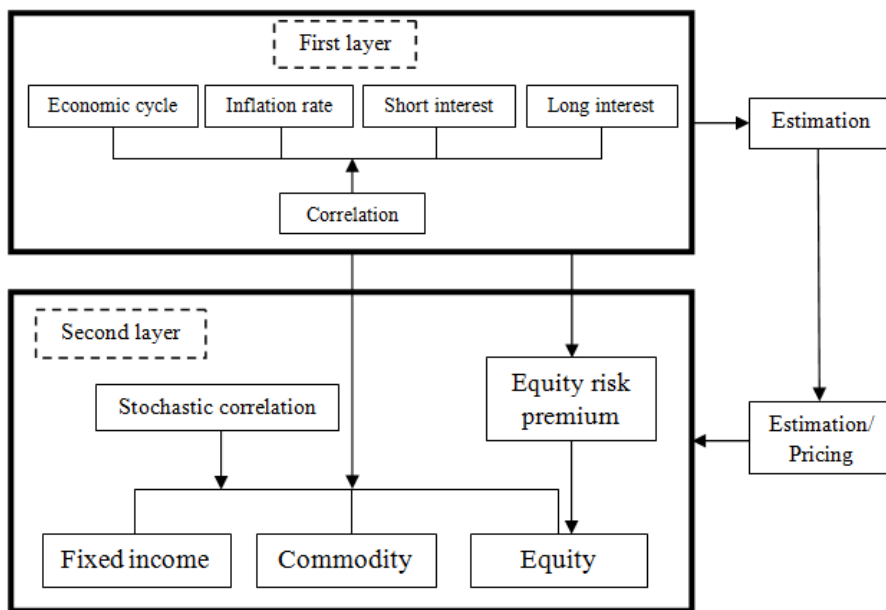 First layer
Economic cycle
Inflation rate
Short interest
Long interest
Estimation
Correlation
Second layer
Stochastic correlation
Equity risk
premium
Estimation/
Pricing
Fixed income
Commodity
Equity